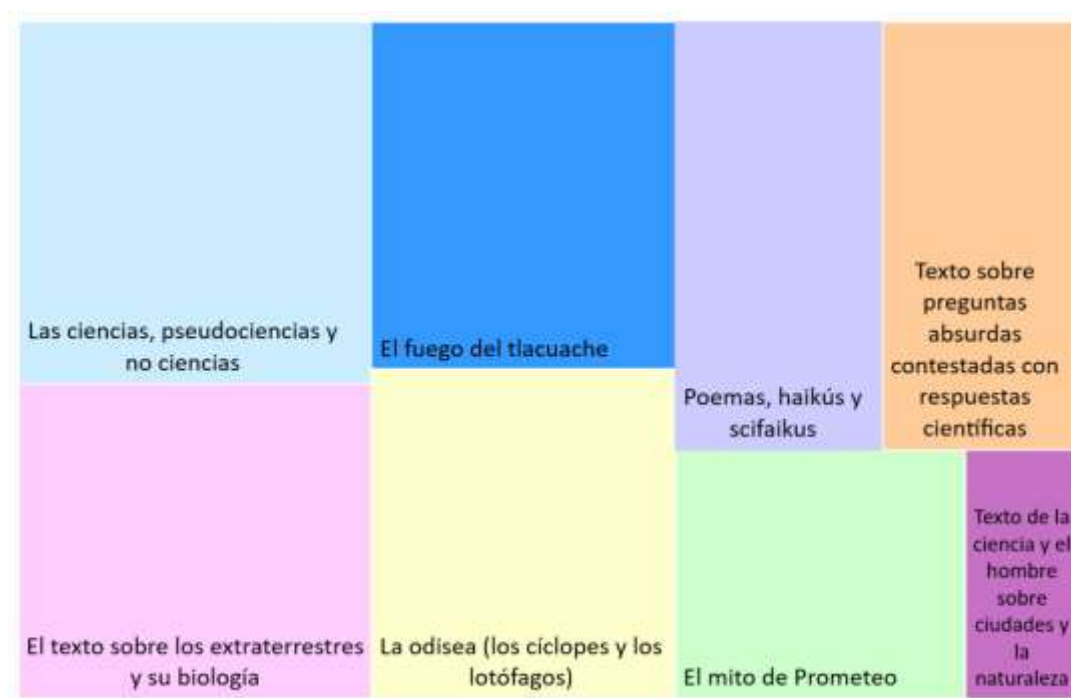 Las ciencias, pseudociencias y
no ciencias
El fuego del tlacuache
Poemas, haikús y
scifaikus
Texto sobre
preguntas
absurdas
contestadas con
respuestas
científicas
El texto sobre los extraterrestres
y su biología
La odisea (los cíclopes y los
lotófagos)
El mito de Prometeo
Texto de la
ciencia y el
hombre
sobre
ciudades y
la
naturaleza